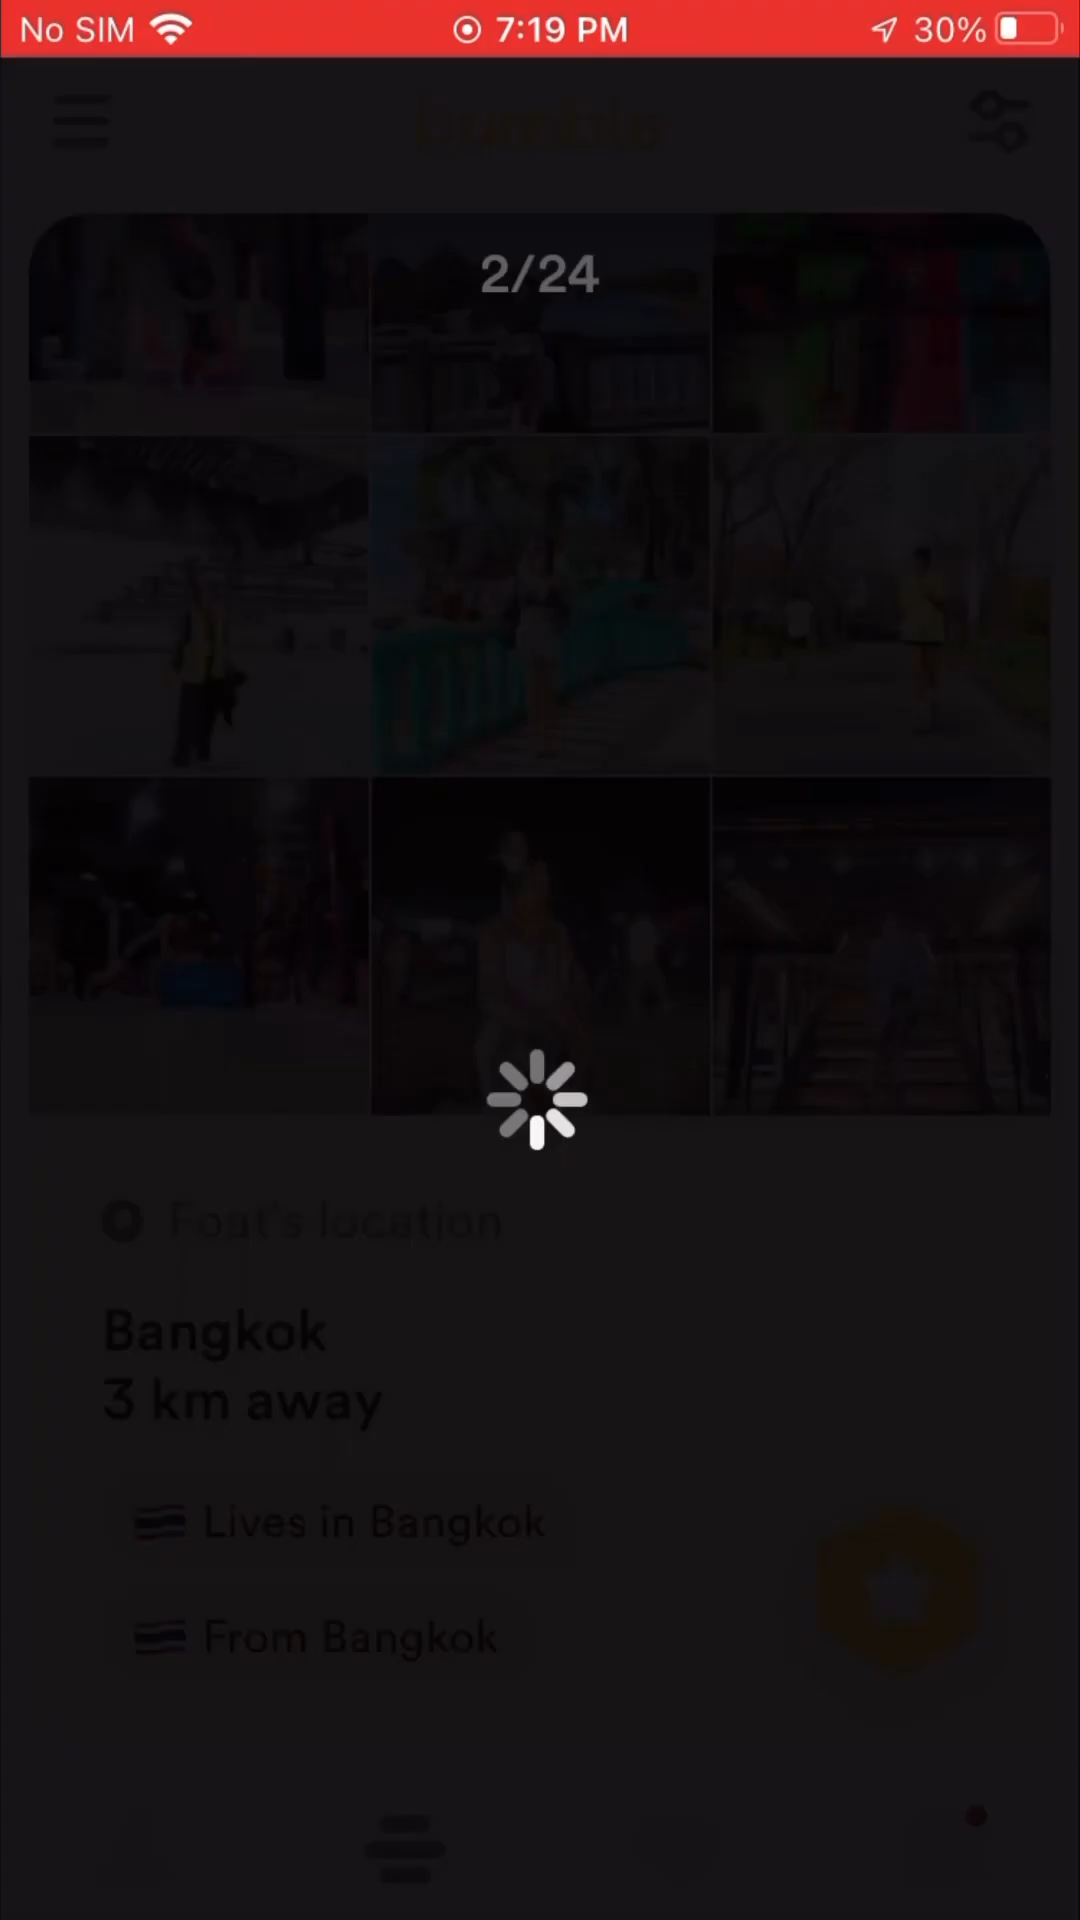 No SIM 7:19 PM 30%
bumble
2/24
Foat's location
Bangkok
3 km away
Lives in Bangkok
From Bangkok